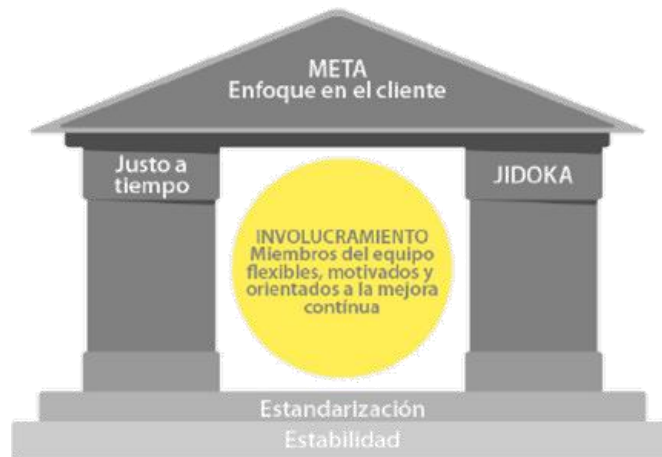 META
Enfoque en el cliente
Justo a
tiempo
JIDOKA
INVOLUCRAMIENTO
Miembros del equipo
flexibles, motivados y
orientados a la mejora
contínua
Estandarización
Estabilidad